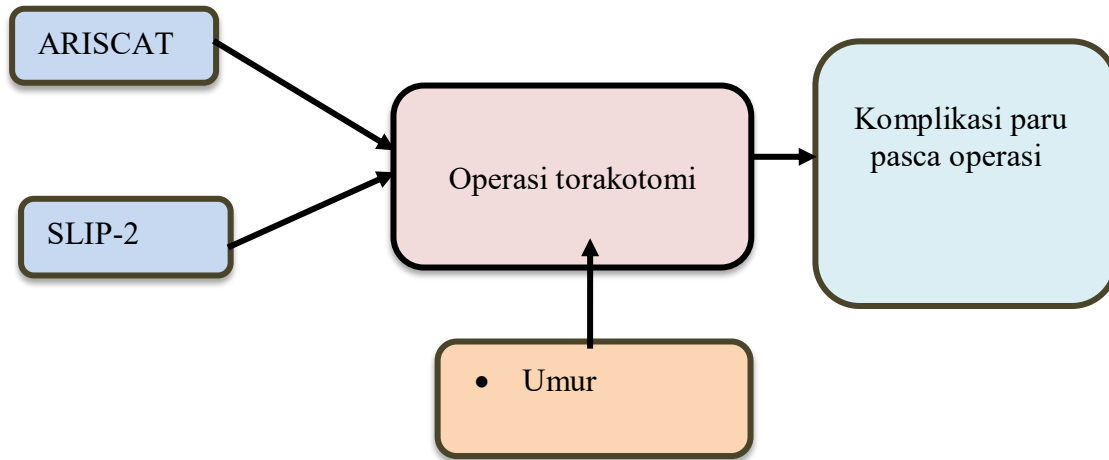 ARISCAT
SLIP-2
Operasi torakotomi
Komplikasi paru
pasca operasi
• Umur